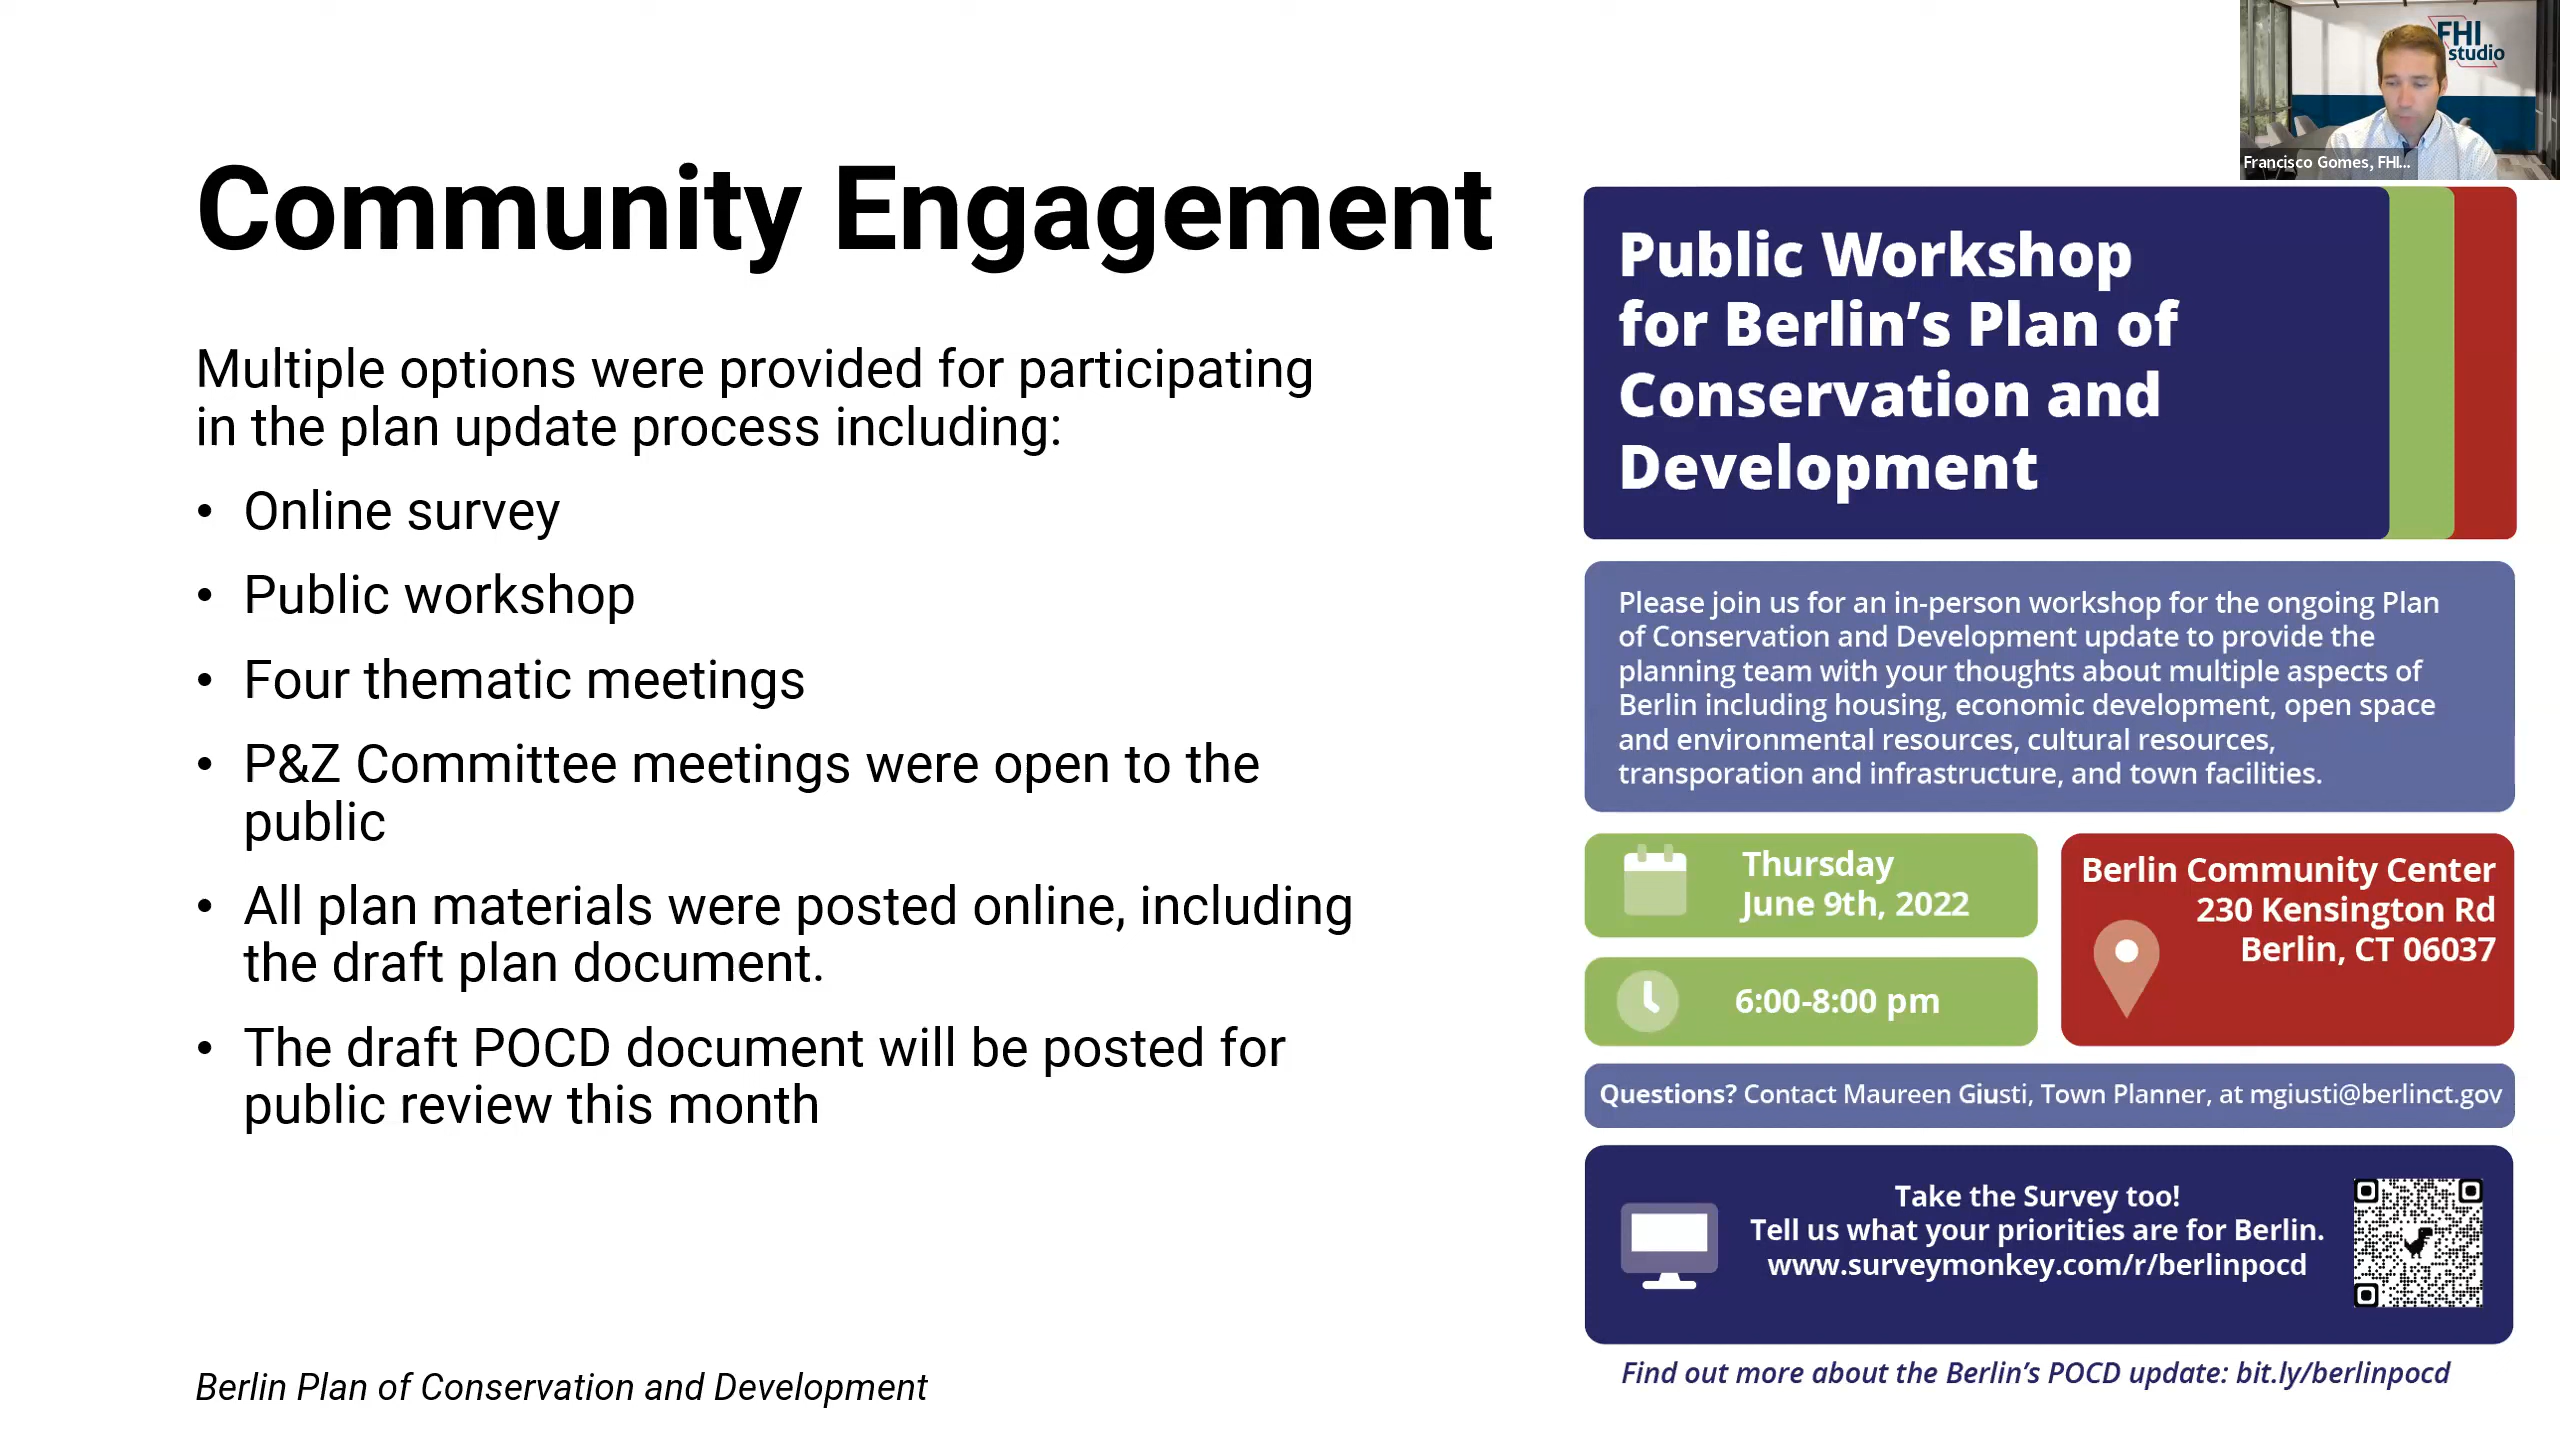 FHI
studio
Francisco Gomes, FHI...
Community Engagement
Multiple options were provided for participating
in the plan update process including:
• Online survey
• Public workshop
• Four thematic meetings
• P&Z Committee meetings were open to the
public
• All plan materials were posted online, including
the draft plan document.
• The draft POCD document will be posted for
public review this month
Berlin Plan of Conservation and Development
Public Workshop
for Berlin's Plan of
Conservation and
Development
Please join us for an in-person workshop for the ongoing Plan
of Conservation and Development update to provide the
planning team with your thoughts about multiple aspects of
Berlin including housing, economic development, open space
and environmental resources, cultural resources,
transporation and infrastructure, and town facilities.
Thursday
June 9th, 2022
6:00-8:00 pm
Berlin Community Center
230 Kensington Rd
Berlin, CT 06037
Questions? Contact Maureen Giusti, Town Planner, at mgiusti@berlinct.gov
Take the Survey too!
Tell us what your priorities are for Berlin.
www.surveymonkey.com/r/berlinpocd
Find out more about the Berlin's POCD update: bit.ly/berlinpocd